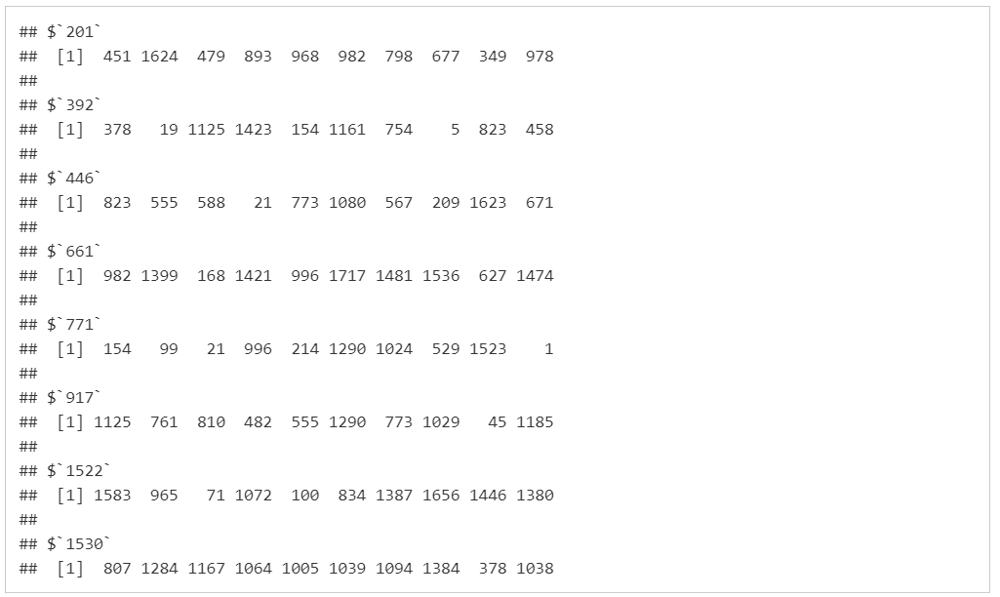 ## $`201`
##  [1]  451 1624  479  893  968  982  798  677  349  978
##
## $`392`
##  [1]  378   19 1125 1423  154 1161  754    5  823  458
##
## $`446`
##  [1]  823  555  588   21  773 1080  567  209 1623  671
##
## $`661`
##  [1]  982 1399  168 1421  996 1717 1481 1536  627 1474
##
## $`771`
##  [1]  154   99   21  996  214 1290 1024  529 1523    1
##
## $`917`
##  [1] 1125  761  810  482  555 1290  773 1029   45 1185
##
## $`1522`
##  [1] 1583  965   71 1072  100  834 1387 1656 1446 1380
##
## $`1530`
##  [1]  807 1284 1167 1064 1005 1039 1094 1384  378 1038